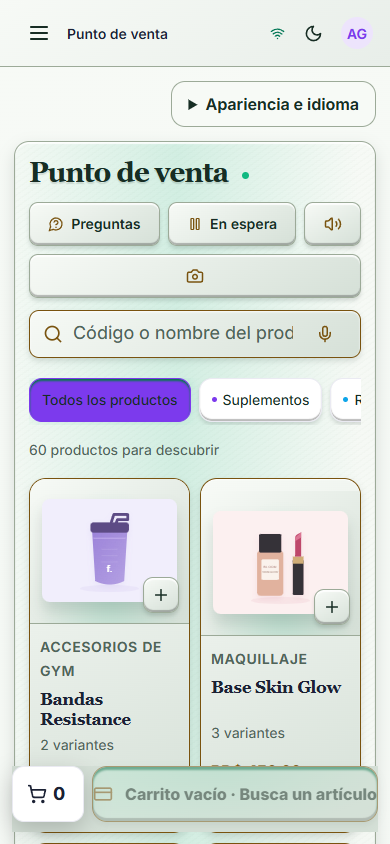 Punto de venta
AG
Apariencia e idioma
Punto de venta
Preguntas
En espera
Código o nombre del prod
Todos los productos
Suplementos
60 productos para descubrir
f.
ACCESORIOS DE
GYM
Bandas
Resistance
2 variantes
MAQUILLAJE
Base Skin Glow
3 variantes
0
Carrito vacío · Busca un artículo